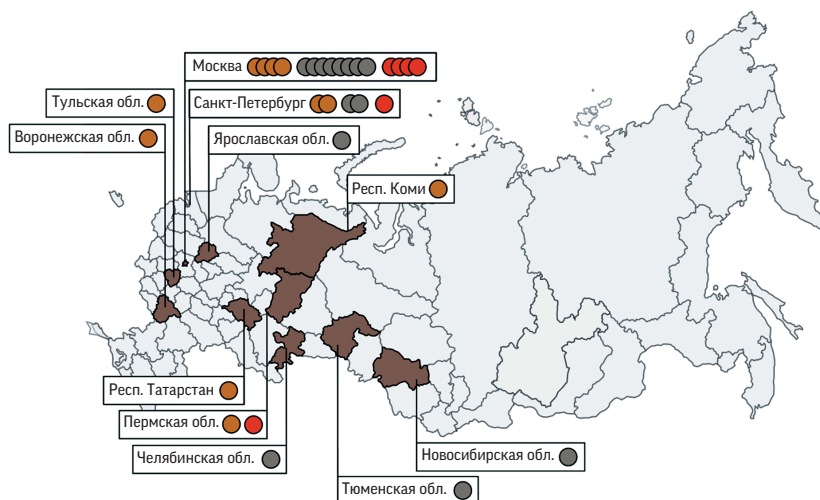 Москва
Тульская обл.
Санкт-Петербург
Воронежская обл.
Ярославская обл.
Респ. Коми
Респ. Татарстан
Пермская обл.
Челябинская обл.
Новосибирская обл.
Тюменская обл.